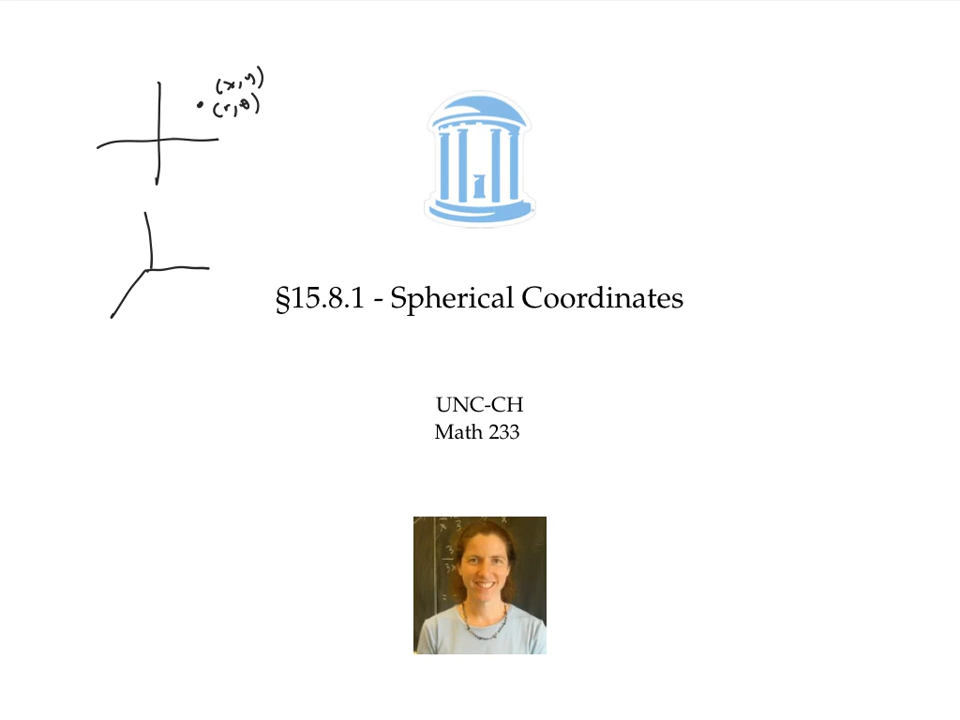 (x,y)
(r,θ)
§15.8.1 - Spherical Coordinates
UNC-CH
Math 233